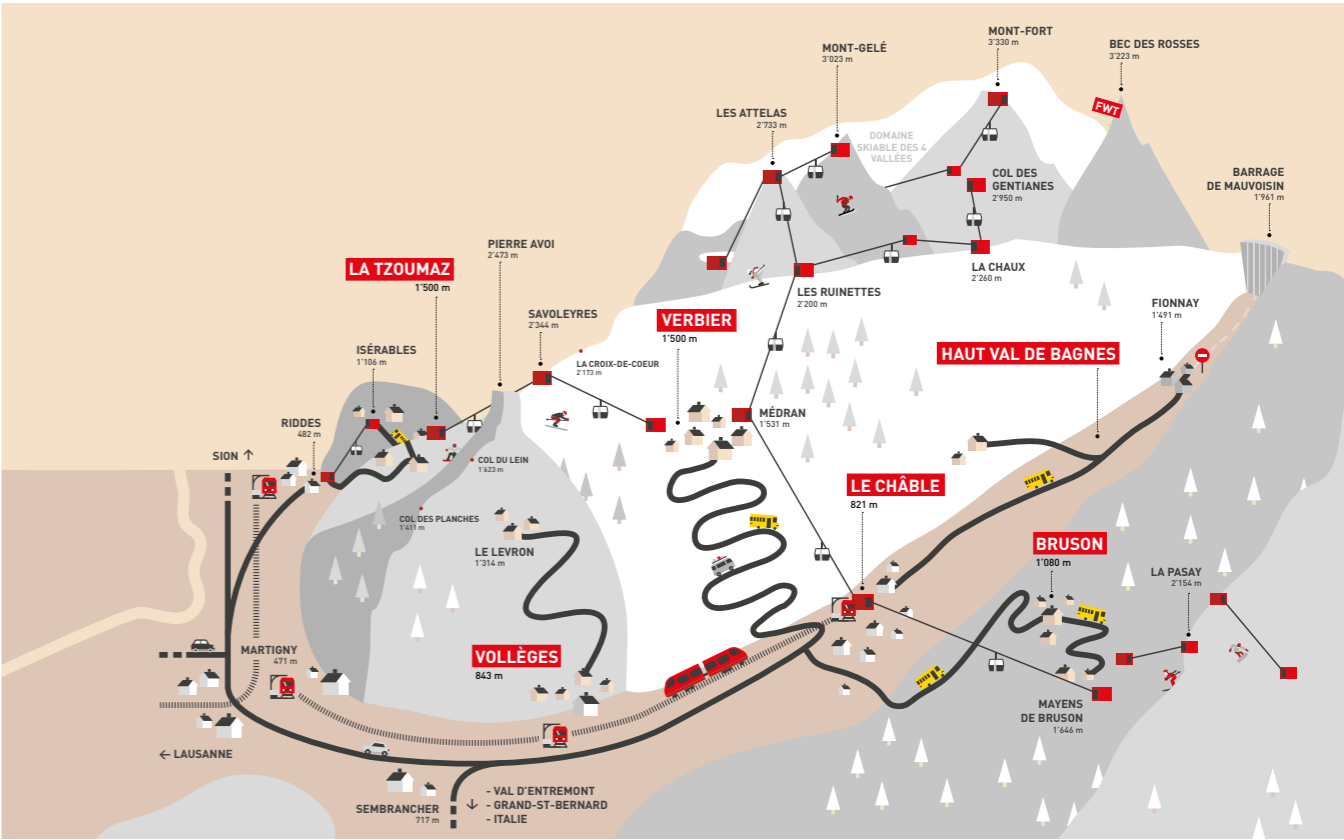 MONT-FORT
3'330 m
MONT-GELÉ
3'023 m
BEC DES ROSSES
3'223 m
FWT
LES ATTELAS
2'733 m
DOMAINE
SKIABLE DES 4
VALLÉES
COL DES
GENTIANES
2'950 m
BARRAGE
DE MAUVOISIN
1'961 m
PIERRE AVOI
2'473 m
LA TZOUMAZ
1'500 m
LA CHAUX
2'260 m
LES RUINETTES
2'200 m
FIONNAY
1'491 m
SAVOLEYRES
2'344 m
VERBIER
1'500 m
ISÉRABLES
1'106 m
LA CROIX-DE-COEUR
2'173 m
HAUT VAL DE BAGNES
MÉDRAN
1'531 m
RIDDES
482 m
SION ↑
COL DU LEIN
1'623 m
LE CHÂBLE
821 m
COL DES PLANCHES
1'411 m
LE LEVRON
1'314 m
BRUSON
1'080 m
LA PASAY
2'154 m
MARTIGNY
471 m
VOLLÈGES
843 m
MAYENS
DE BRUSON
1'646 m
← LAUSANNE
SEMBRANCHER
717 m
↓
- VAL D'ENTREMONT
- GRAND-ST-BERNARD
- ITALIE